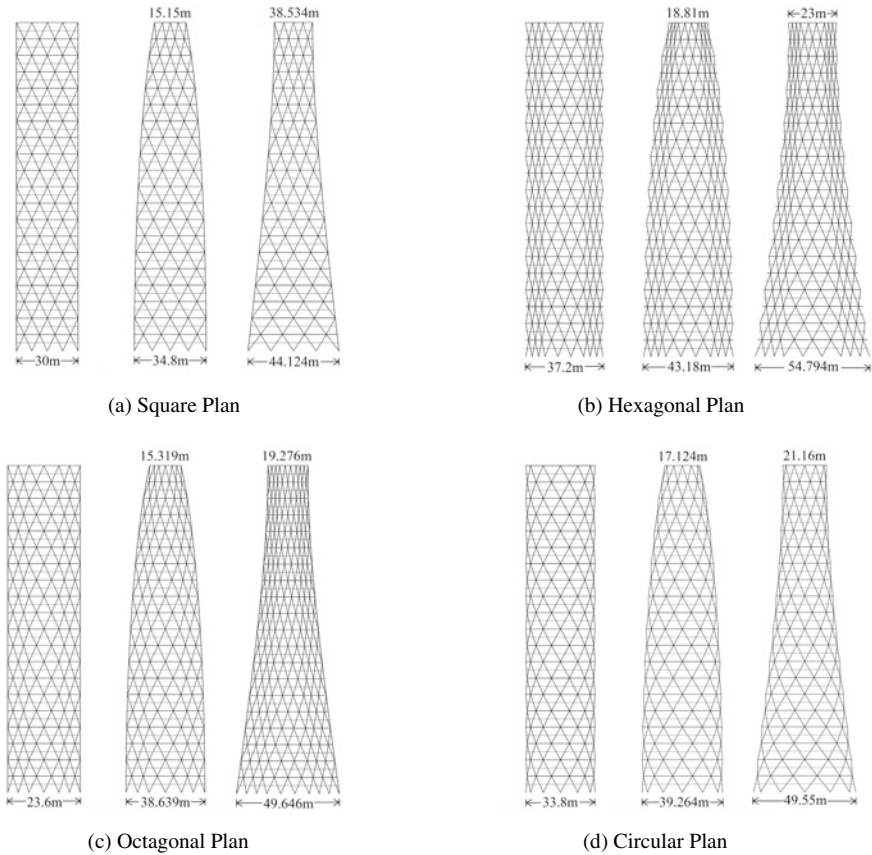 15.15m 38.534m
30m 34.8m 44.124m
(a) Square Plan
18.81m 23m
37.2m 43.18m 54.794m
(b) Hexagonal Plan
15.319m 19.276m
23.6m 38.639m 49.646m
(c) Octagonal Plan
17.124m 21.16m
33.8m 39.264m 49.55m
(d) Circular Plan